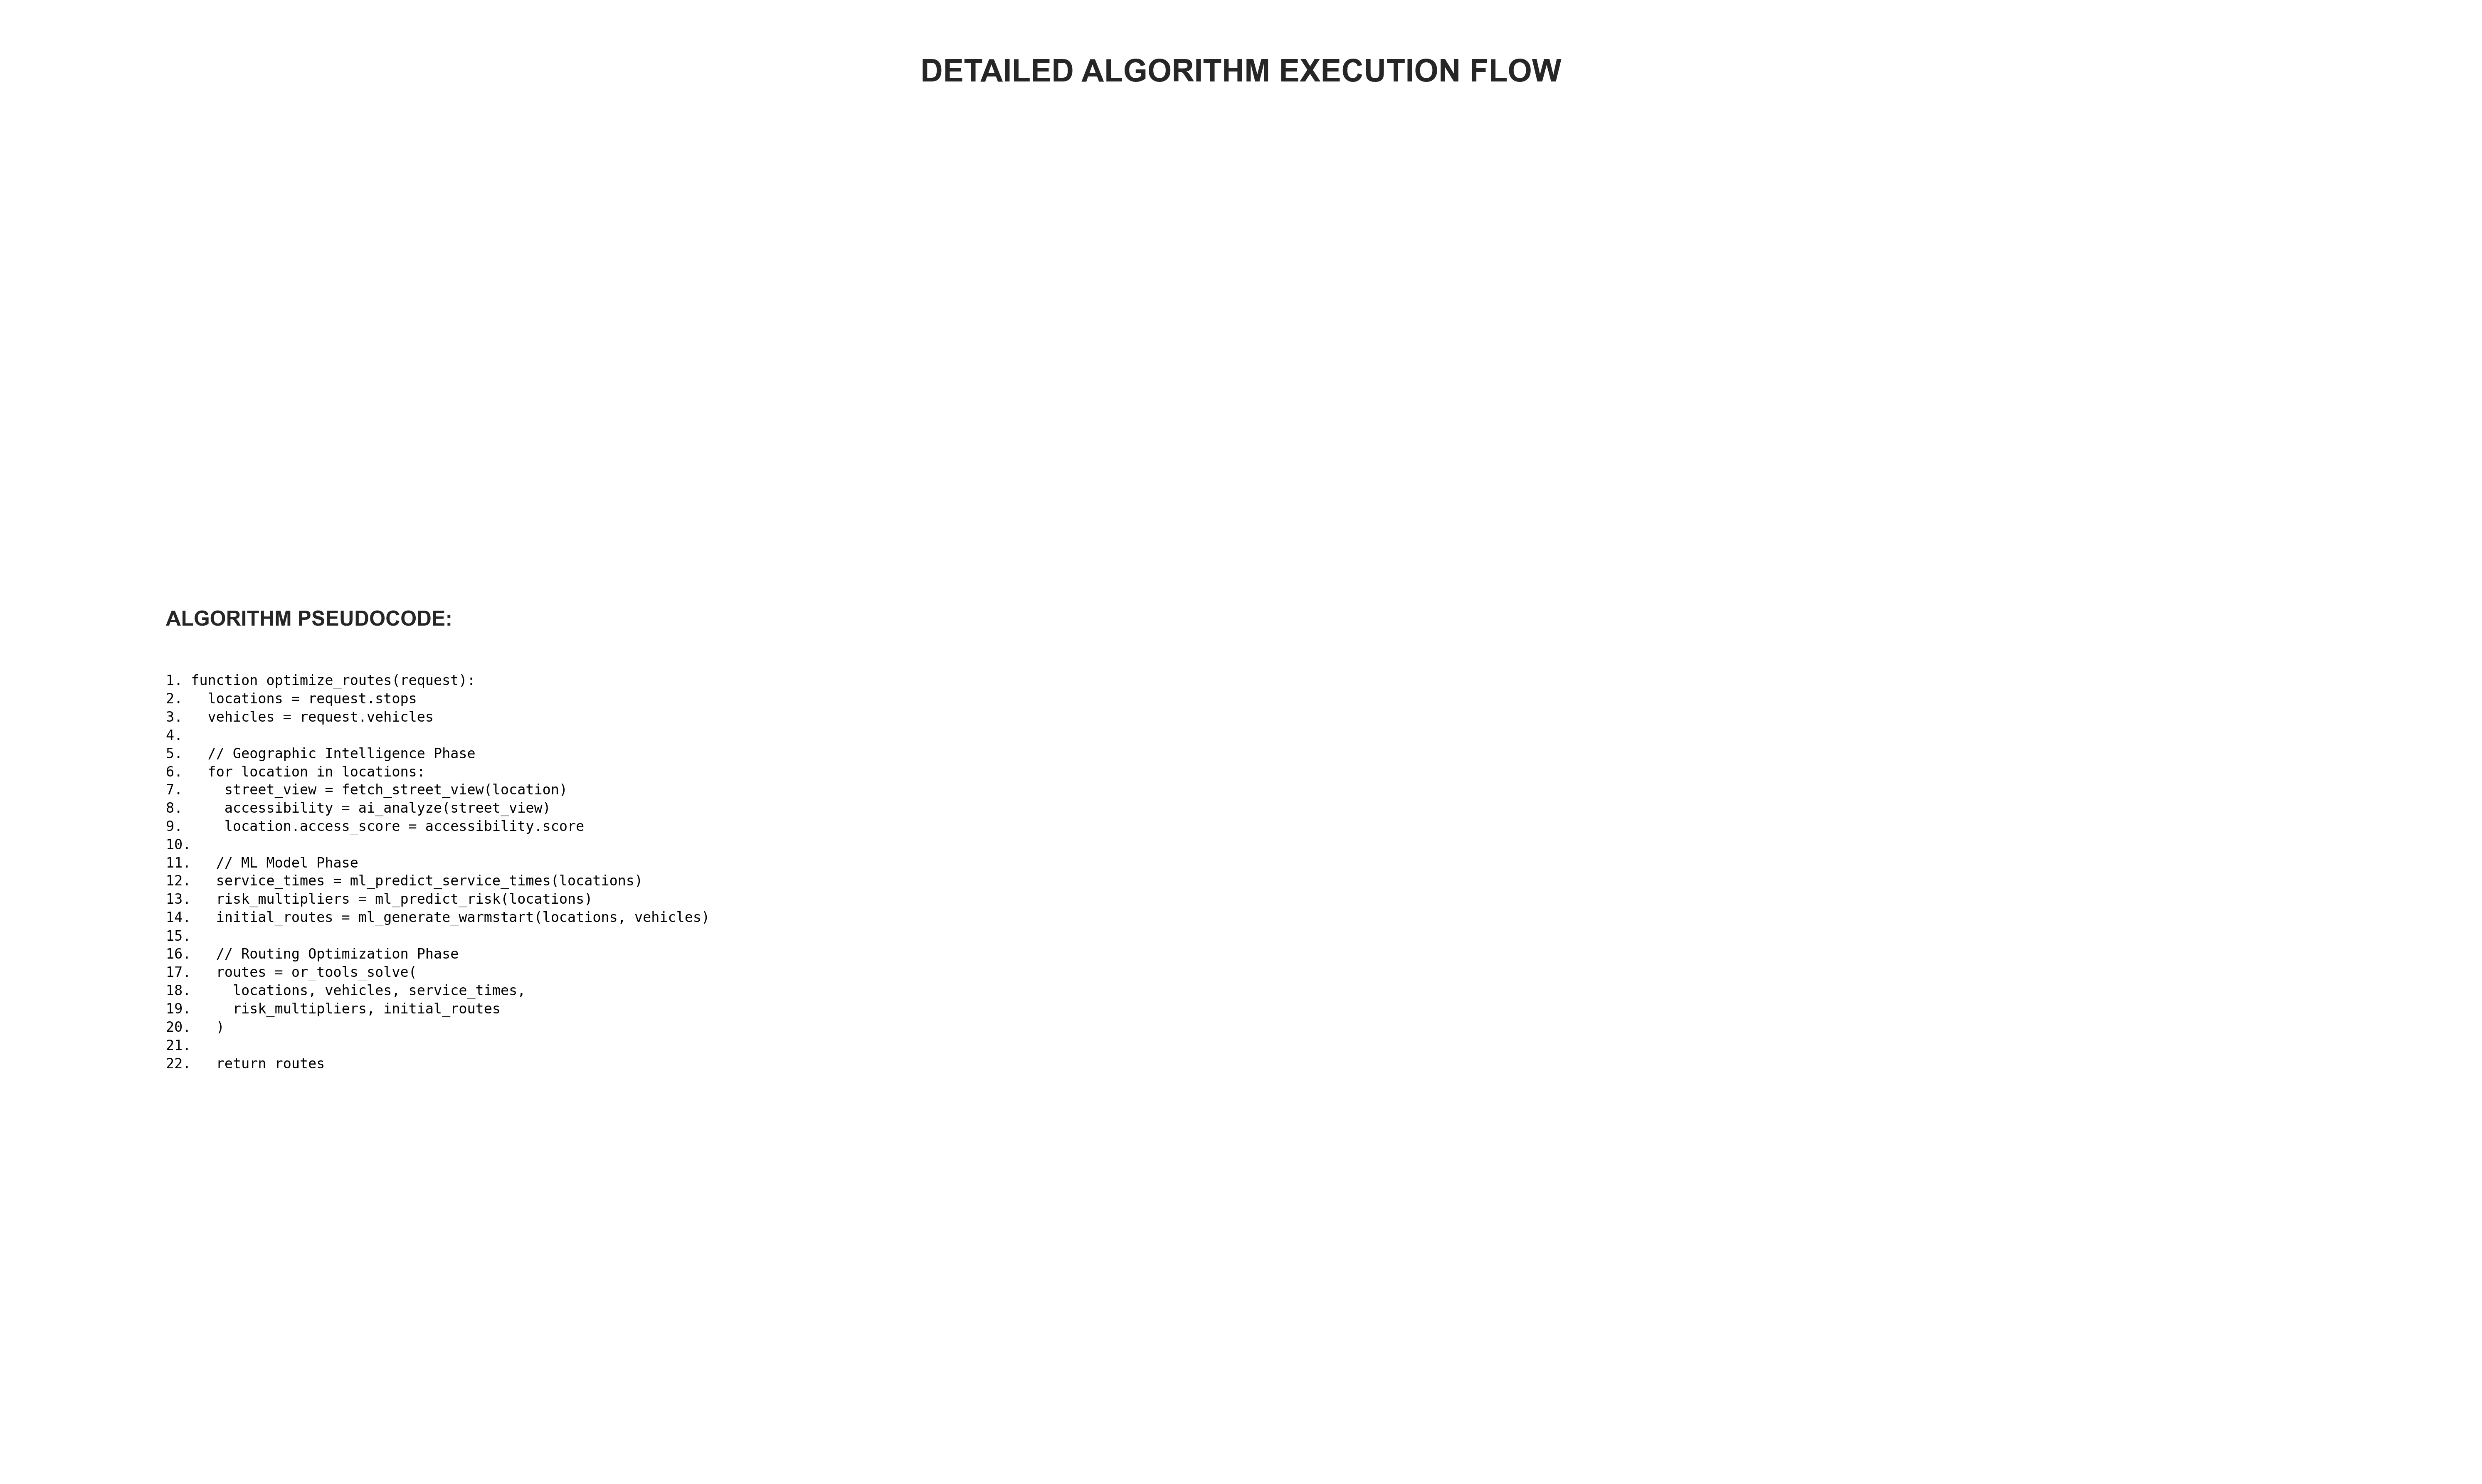 DETAILED ALGORITHM EXECUTION FLOW
ALGORITHM PSEUDOCODE:
1. function optimize_routes(request):
2.   locations = request.stops
3.   vehicles = request.vehicles
4.
5.   // Geographic Intelligence Phase
6.   for location in locations:
7.     street_view = fetch_street_view(location)
8.     accessibility = ai_analyze(street_view)
9.     location.access_score = accessibility.score
10.
11.   // ML Model Phase
12.   service_times = ml_predict_service_times(locations)
13.   risk_multipliers = ml_predict_risk(locations)
14.   initial_routes = ml_generate_warmstart(locations, vehicles)
15.
16.   // Routing Optimization Phase
17.   routes = or_tools_solve(
18.     locations, vehicles, service_times,
19.     risk_multipliers, initial_routes
20.   )
21.
22.   return routes